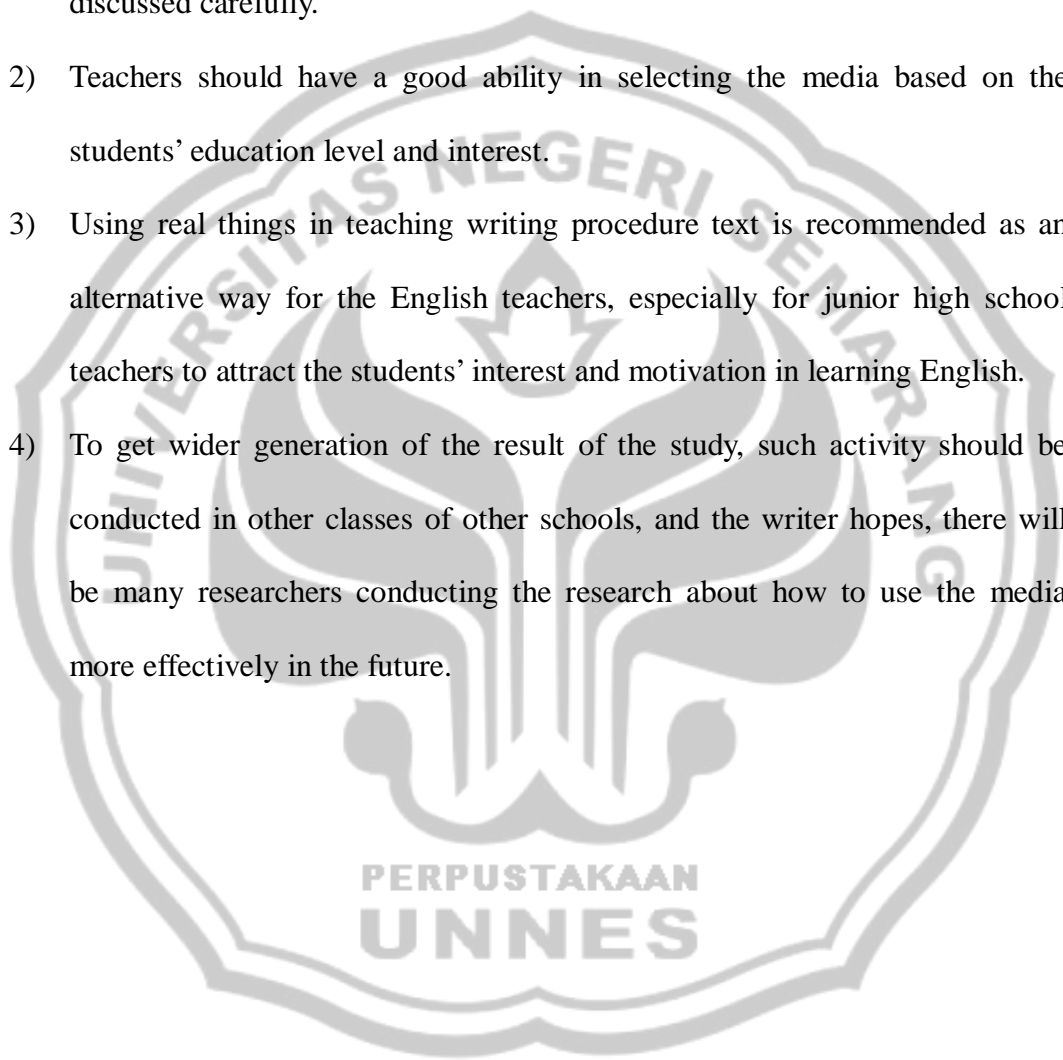 discussed carefully.
2) Teachers should have a good ability in selecting the media based on the
students’ education level and interest.
3) Using real things in teaching writing procedure text is recommended as an
alternative way for the English teachers, especially for junior high school
teachers to attract the students’ interest and motivation in learning English.
4) To get wider generation of the result of the study, such activity should be
conducted in other classes of other schools, and the writer hopes, there will
be many researchers conducting the research about how to use the media
more effectively in the future.
UNIVERSITAS NEGERI SEMARANG
PERPUSTAKAAN
UNNES